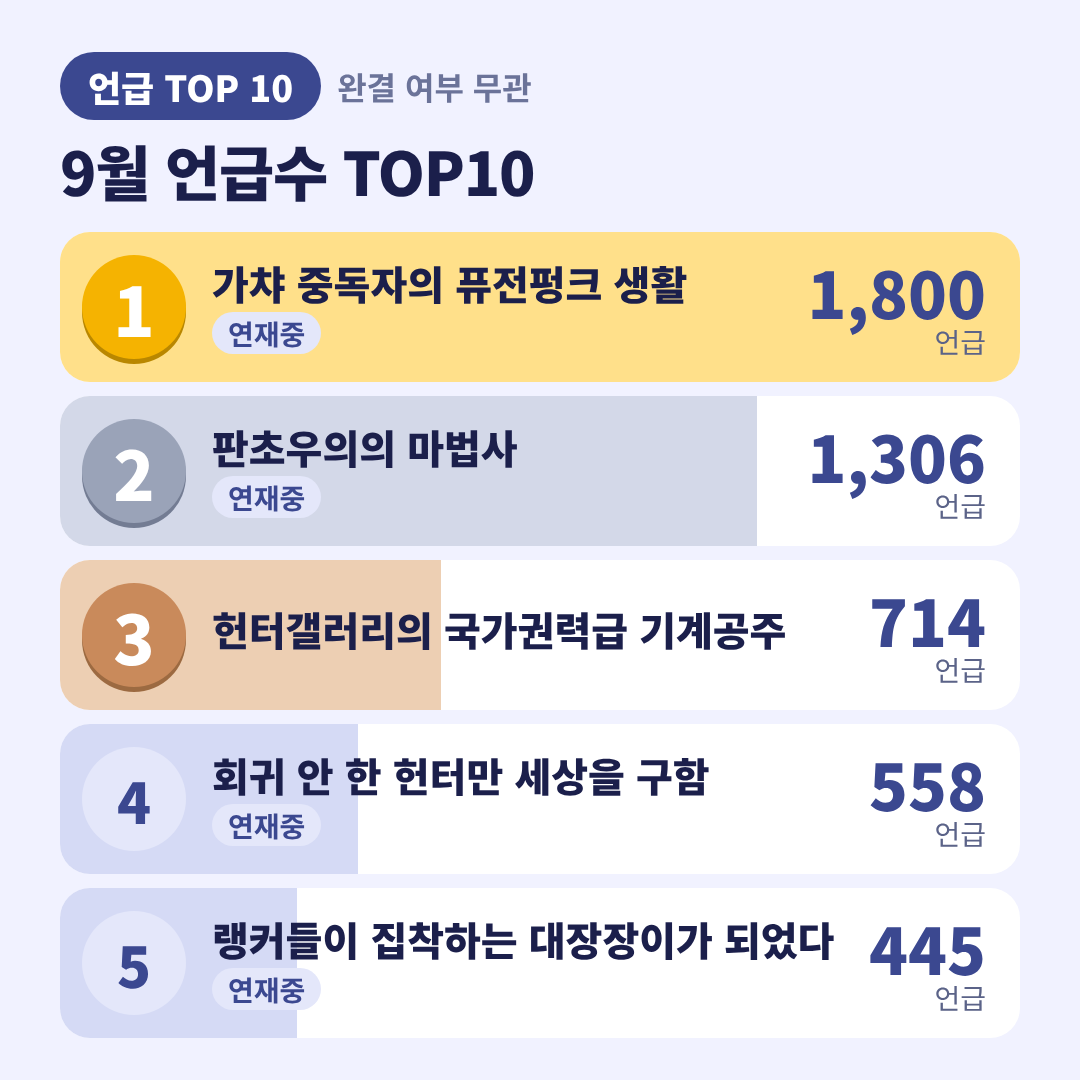 언급 TOP 10 완결 여부 무관
9월 언급수 TOP10
1 가챠 중독자의 퓨전펑크 생활 1,800
연재중 언급
2 판초우의의 마법사 1,306
연재중 언급
3 헌터갤러리의 국가권력급 기계공주 714
언급
4 회귀 안 한 헌터만 세상을 구함 558
연재중 언급
5 랭커들이 집착하는 대장장이가 되었다 445
연재중 언급